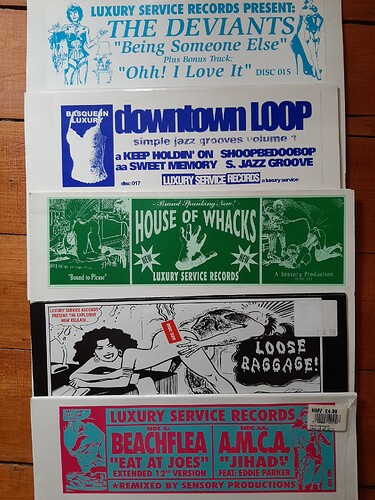 LUXURY SERVICE RECORDS PRESENT:
THE DEVIANTS
"Being Someone Else"
Plus Bonus Track:
"Ohh! I Love It" DISC 015
BASQUE IN
LUXURY
downtown LOOP
simple jazz grooves volume 1
a KEEP HOLDIN' ON SHOOPBEDOOBOP
aa SWEET MEMORY S. JAZZ GROOVE
disc 017
LUXURY SERVICE RECORDS a luxury service
Brand Spanking New!
HOUSE OF WHACKS
"Bound to Please"
LUXURY SERVICE RECORDS
A Sensory Production
LUXURY SERVICE RECORDS
PRESENT THE EXPLOSIVE
NEW RELEASE...
LOOSE
BAGGAGE!
LUXURY SERVICE RECORDS
SIDE A:
BEACHFLEA
"EAT AT JOES"
EXTENDED 12" VERSION
SIDE AA:
A.M.C.A.
"JIHAD"
FEAT: EDDIE PARKER
★REMIXED BY SENSORY PRODUCTIONS
HMV £4.99